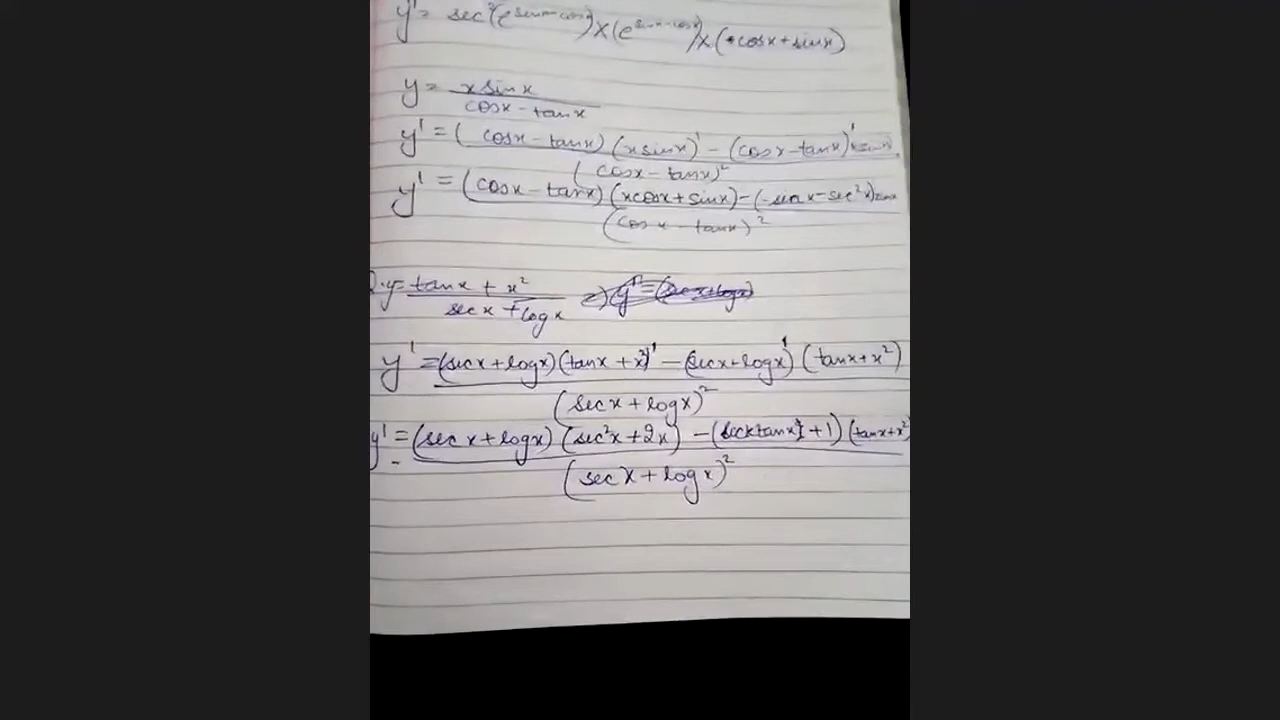 y' = sec²(e^sinx-cosx) × (e^sinx-cosx) × (cosx + sinx)
y = x sinx / cosx - tanx
y' = (cosx - tanx) (x sinx)' - (cosx - tanx)' (x sinx) / (cosx - tanx)²
y' = (cosx - tanx) (x cosx + sinx) - (-sinx - sec²x) x sinx / (cosx - tanx)²
y = tanx + x² / secx + logx
y' = (secx + logx) (tanx + x²)' - (secx + logx)' (tanx + x²) / (secx + logx)²
y' = (secx + logx) (sec²x + 2x) - (secx tanx + 1) (tanx + x²) / (secx + logx)²